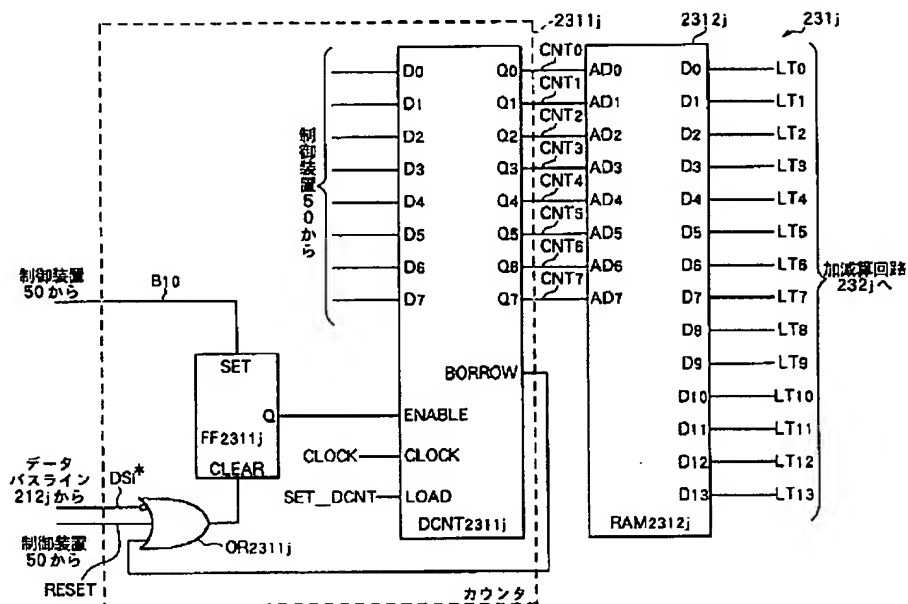 2311j
2312j
231j
制御装置50から
D0
D1
D2
D3
D4
D5
D6
D7
Q0
Q1
Q2
Q3
Q4
Q5
Q6
Q7
CNT0
CNT1
CNT2
CNT3
CNT4
CNT5
CNT6
CNT7
AD0
AD1
AD2
AD3
AD4
AD5
AD6
AD7
D0
D1
D2
D3
D4
D5
D6
D7
D8
D9
D10
D11
D12
D13
LT0
LT1
LT2
LT3
LT4
LT5
LT6
LT7
LT8
LT9
LT10
LT11
LT12
LT13
加減算回路
232jへ
制御装置
50から
B10
SET
Q
FF2311j
CLEAR
BORROW
ENABLE
CLOCK
CLOCK
SET_DCNT
LOAD
DCNT2311j
RAM2312j
データ
バスライン
212jから
DSi*
制御装置
50から
RESET
OR2311j
カウンタ